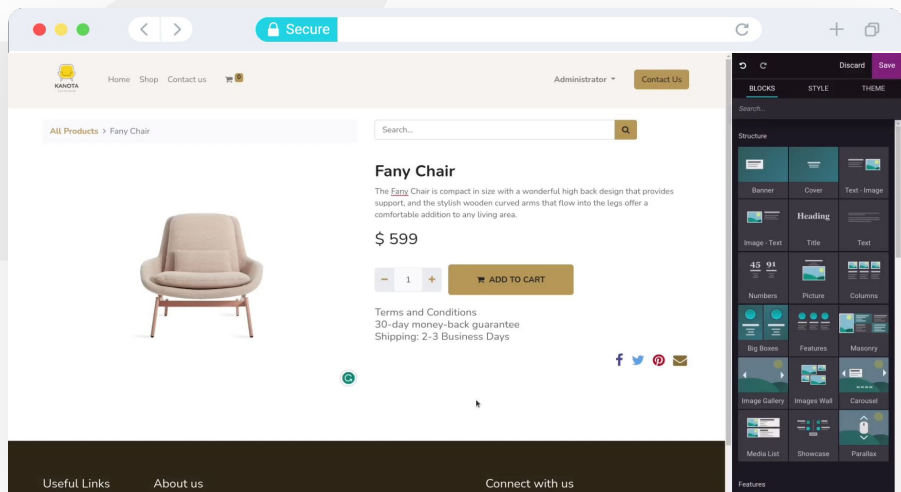 Secure
KANOTA
Home Shop Contact us 0
Administrator
Contact Us
Discard Save
BLOCKS STYLE THEME
Search...
All Products > Fany Chair
Search...
Fany Chair
The Fany Chair is compact in size with a wonderful high back design that provides
support, and the stylish wooden curved arms that flow into the legs offer a
comfortable addition to any living area.
$ 599
- 1 +
ADD TO CART
Terms and Conditions
30-day money-back guarantee
Shipping: 2-3 Business Days
Useful Links About us Connect with us
Structure
Banner Cover Text - Image
Heading
Image - Text Title Text
45 91
Numbers Picture Columns
Big Boxes Features Masonry
Image Gallery Images Wall Carousel
Media List Showcase Parallax
Features